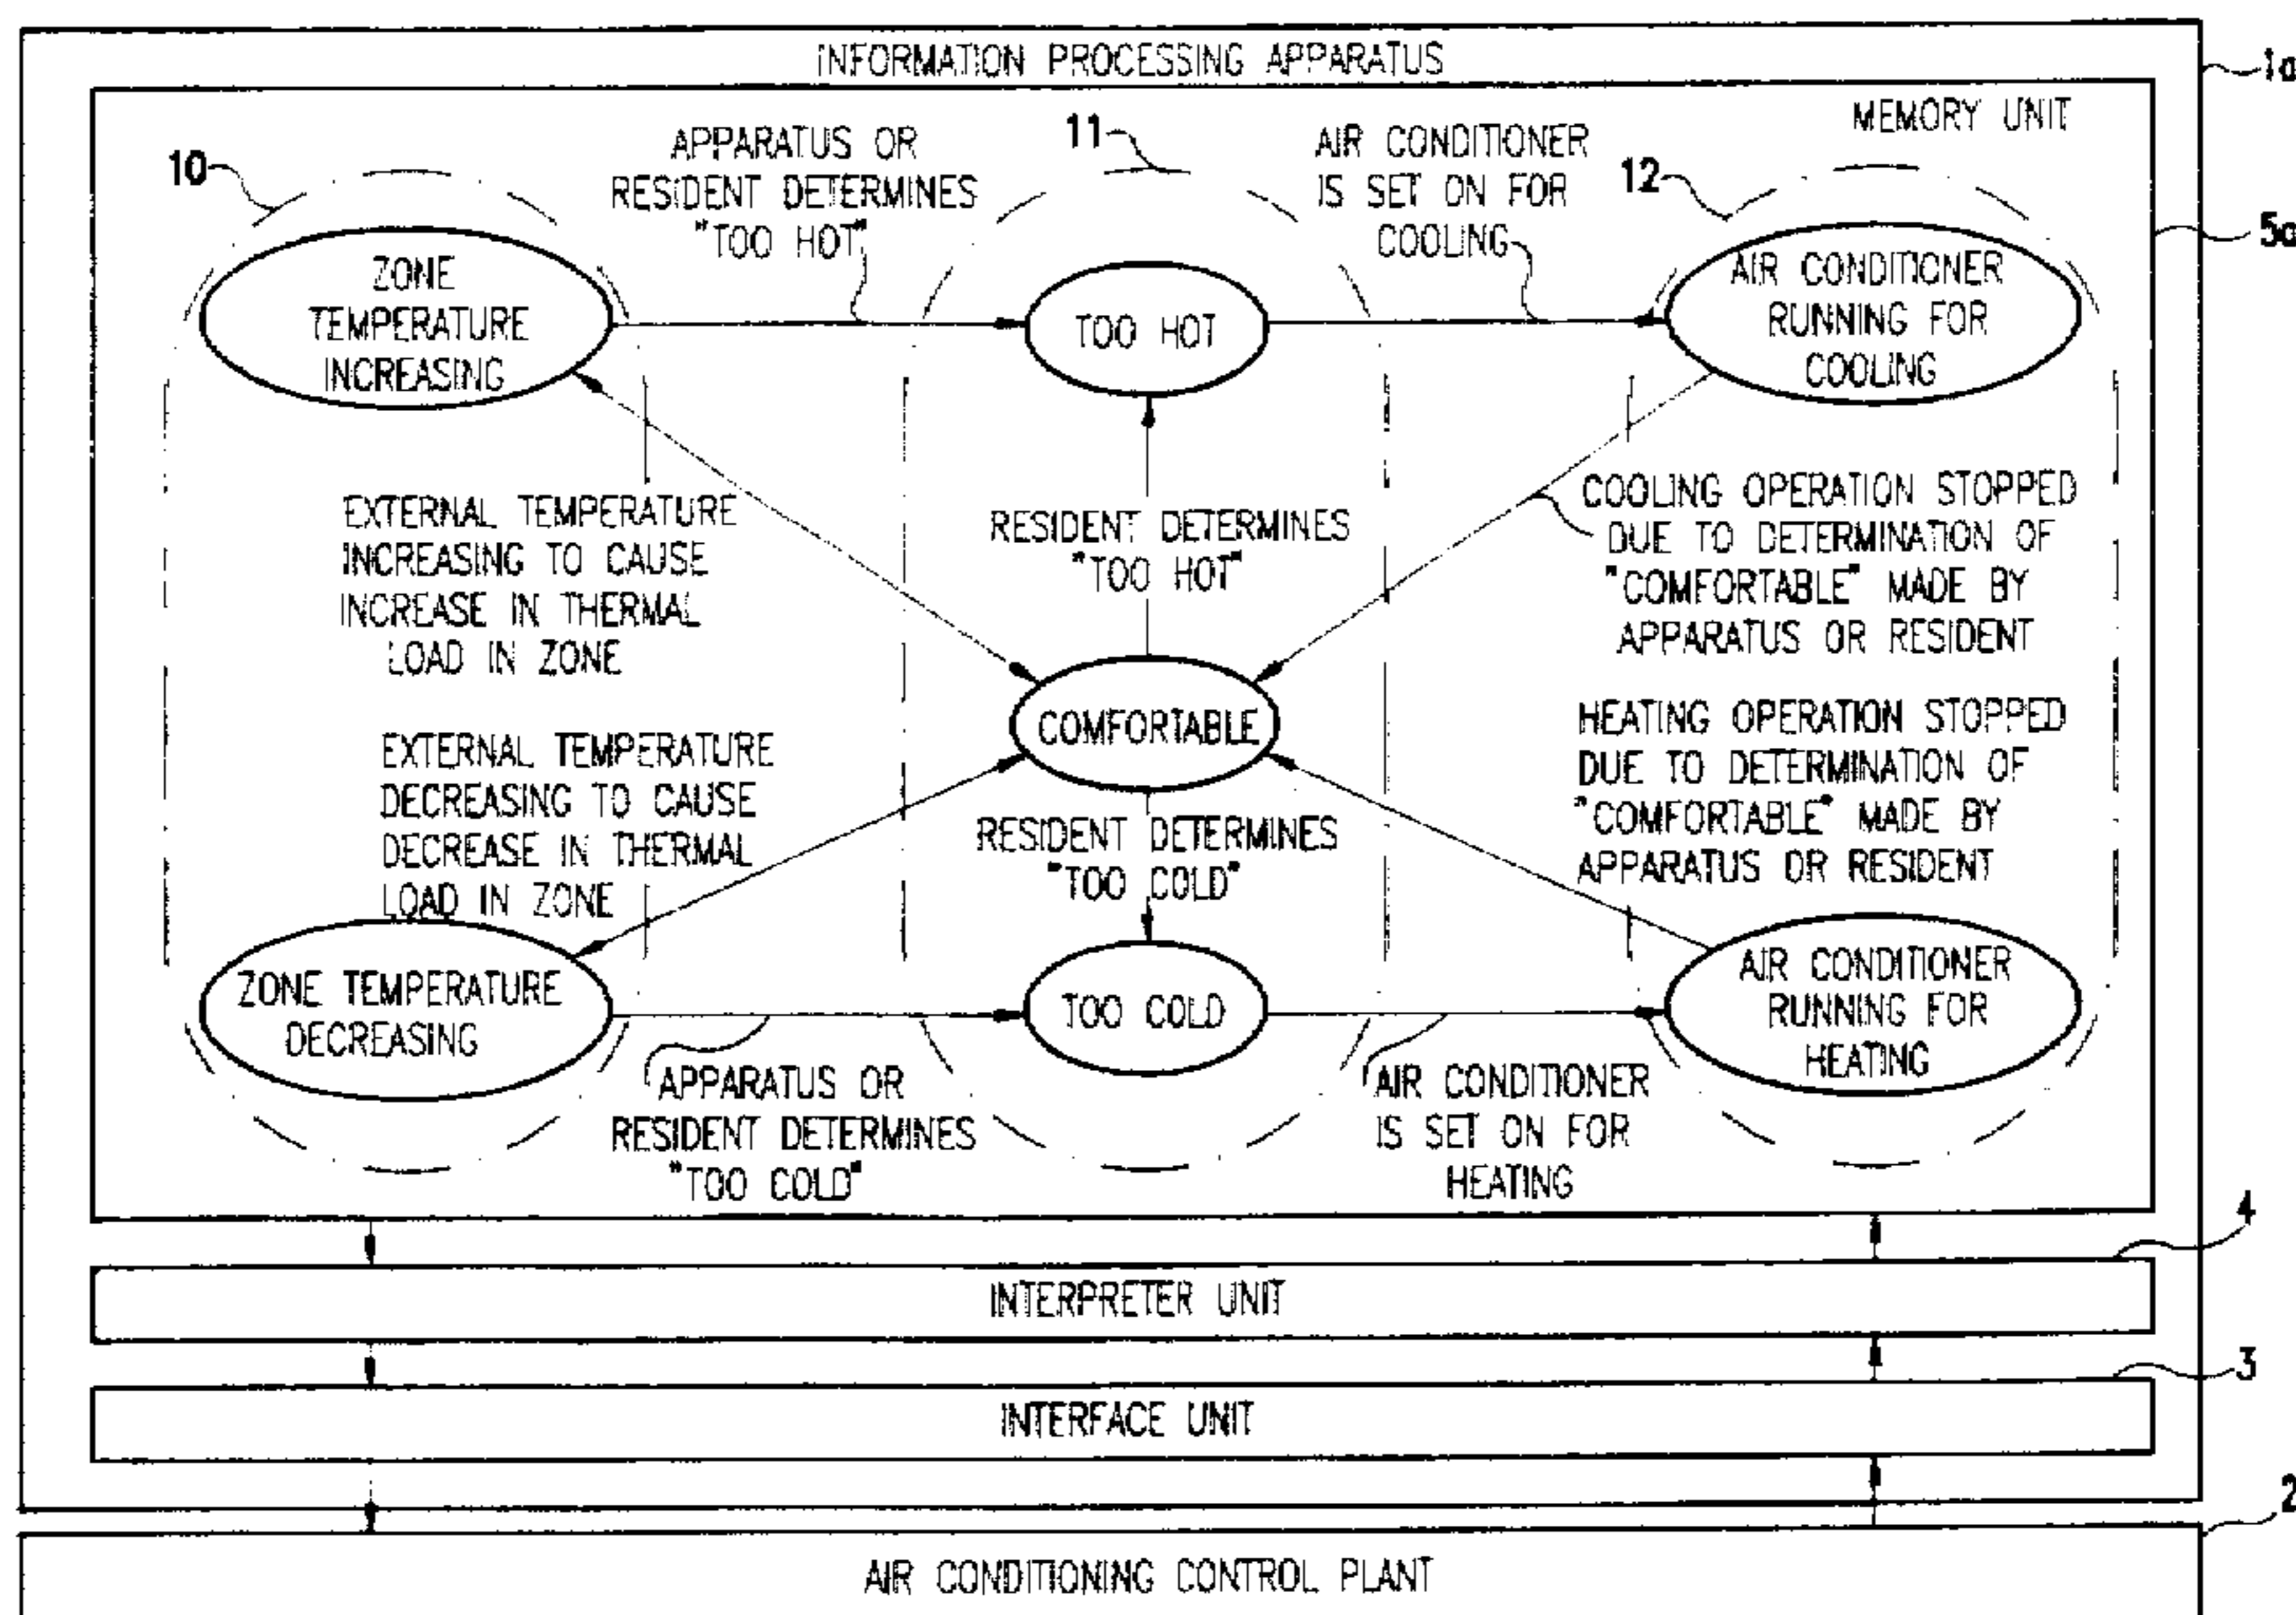 INFORMATION PROCESSING APPARATUS
1a
MEMORY UNIT
5a
10
APPARATUS OR
RESIDENT DETERMINES
"TOO HOT"
11
AIR CONDITIONER
IS SET ON FOR
COOLING
12
ZONE
TEMPERATURE
INCREASING
TOO HOT
AIR CONDITIONER
RUNNING FOR
COOLING
EXTERNAL TEMPERATURE
INCREASING TO CAUSE
INCREASE IN THERMAL
LOAD IN ZONE
RESIDENT DETERMINES
"TOO HOT"
COOLING OPERATION STOPPED
DUE TO DETERMINATION OF
"COMFORTABLE" MADE BY
APPARATUS OR RESIDENT
COMFORTABLE
EXTERNAL TEMPERATURE
DECREASING TO CAUSE
DECREASE IN THERMAL
LOAD IN ZONE
RESIDENT DETERMINES
"TOO COLD"
HEATING OPERATION STOPPED
DUE TO DETERMINATION OF
"COMFORTABLE" MADE BY
APPARATUS OR RESIDENT
ZONE TEMPERATURE
DECREASING
TOO COLD
AIR CONDITIONER
RUNNING FOR
HEATING
APPARATUS OR
RESIDENT DETERMINES
"TOO COLD"
AIR CONDITIONER
IS SET ON FOR
HEATING
4
INTERPRETER UNIT
3
INTERFACE UNIT
2
AIR CONDITIONING CONTROL PLANT